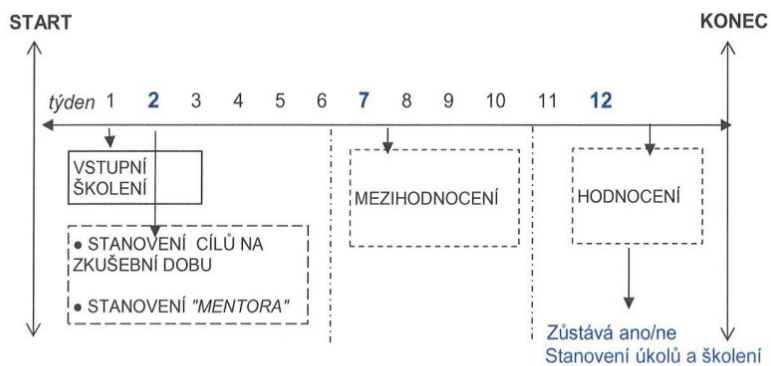 START
KONEC
týden 1 2 3 4 5 6 7 8 9 10 11 12
VSTUPNÍ
ŠKOLENÍ
MEZIHODNOCENÍ
HODNOCENÍ
● STANOVENÍ CÍLŮ NA
ZKUŠEBNÍ DOBU
● STANOVENÍ "MENTORA"
Zůstává ano/ne
Stanovení úkolů a školení